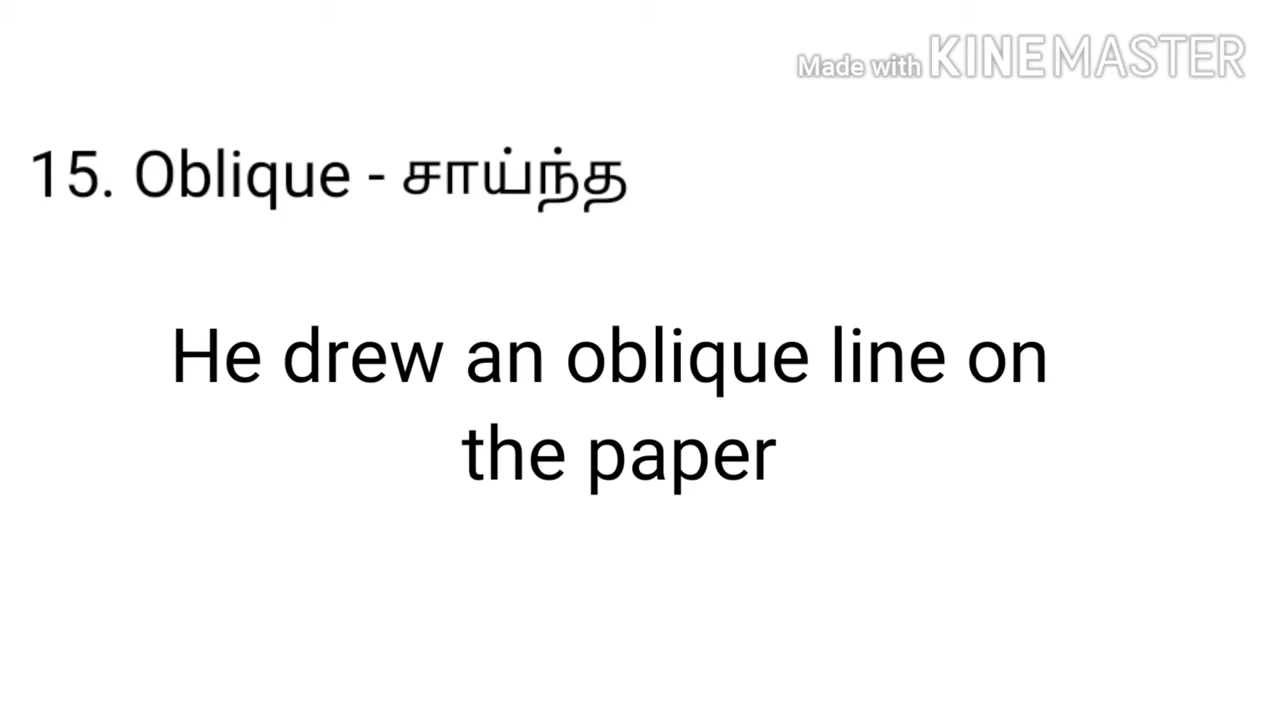 Made with KINEMASTER
15. Oblique - சாய்ந்த
He drew an oblique line on
the paper